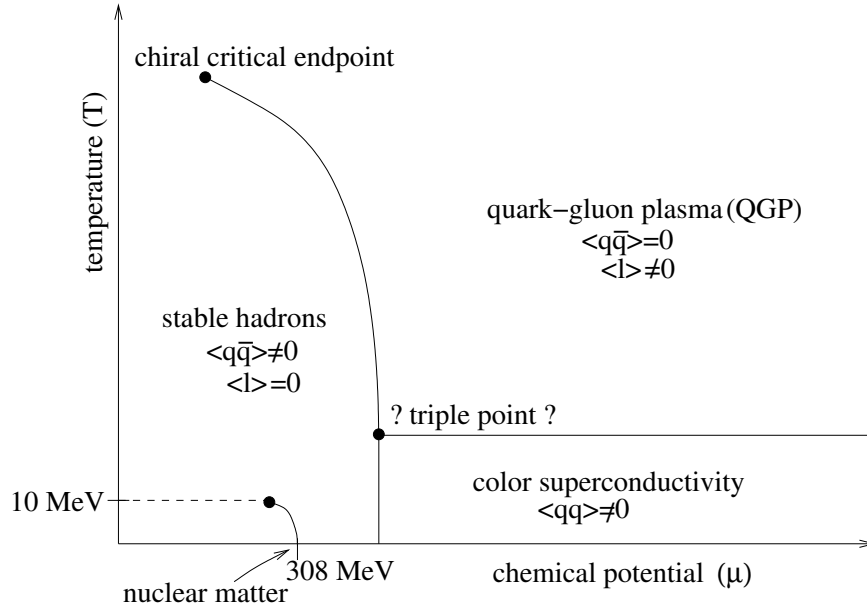 chiral critical endpoint
temperature (T)
quark−gluon plasma (QGP)
<qq̅>=0
<l>≠0
stable hadrons
<qq̅>≠0
<l>=0
? triple point ?
10 MeV
color superconductivity
<qq>≠0
308 MeV
nuclear matter
chemical potential (μ)